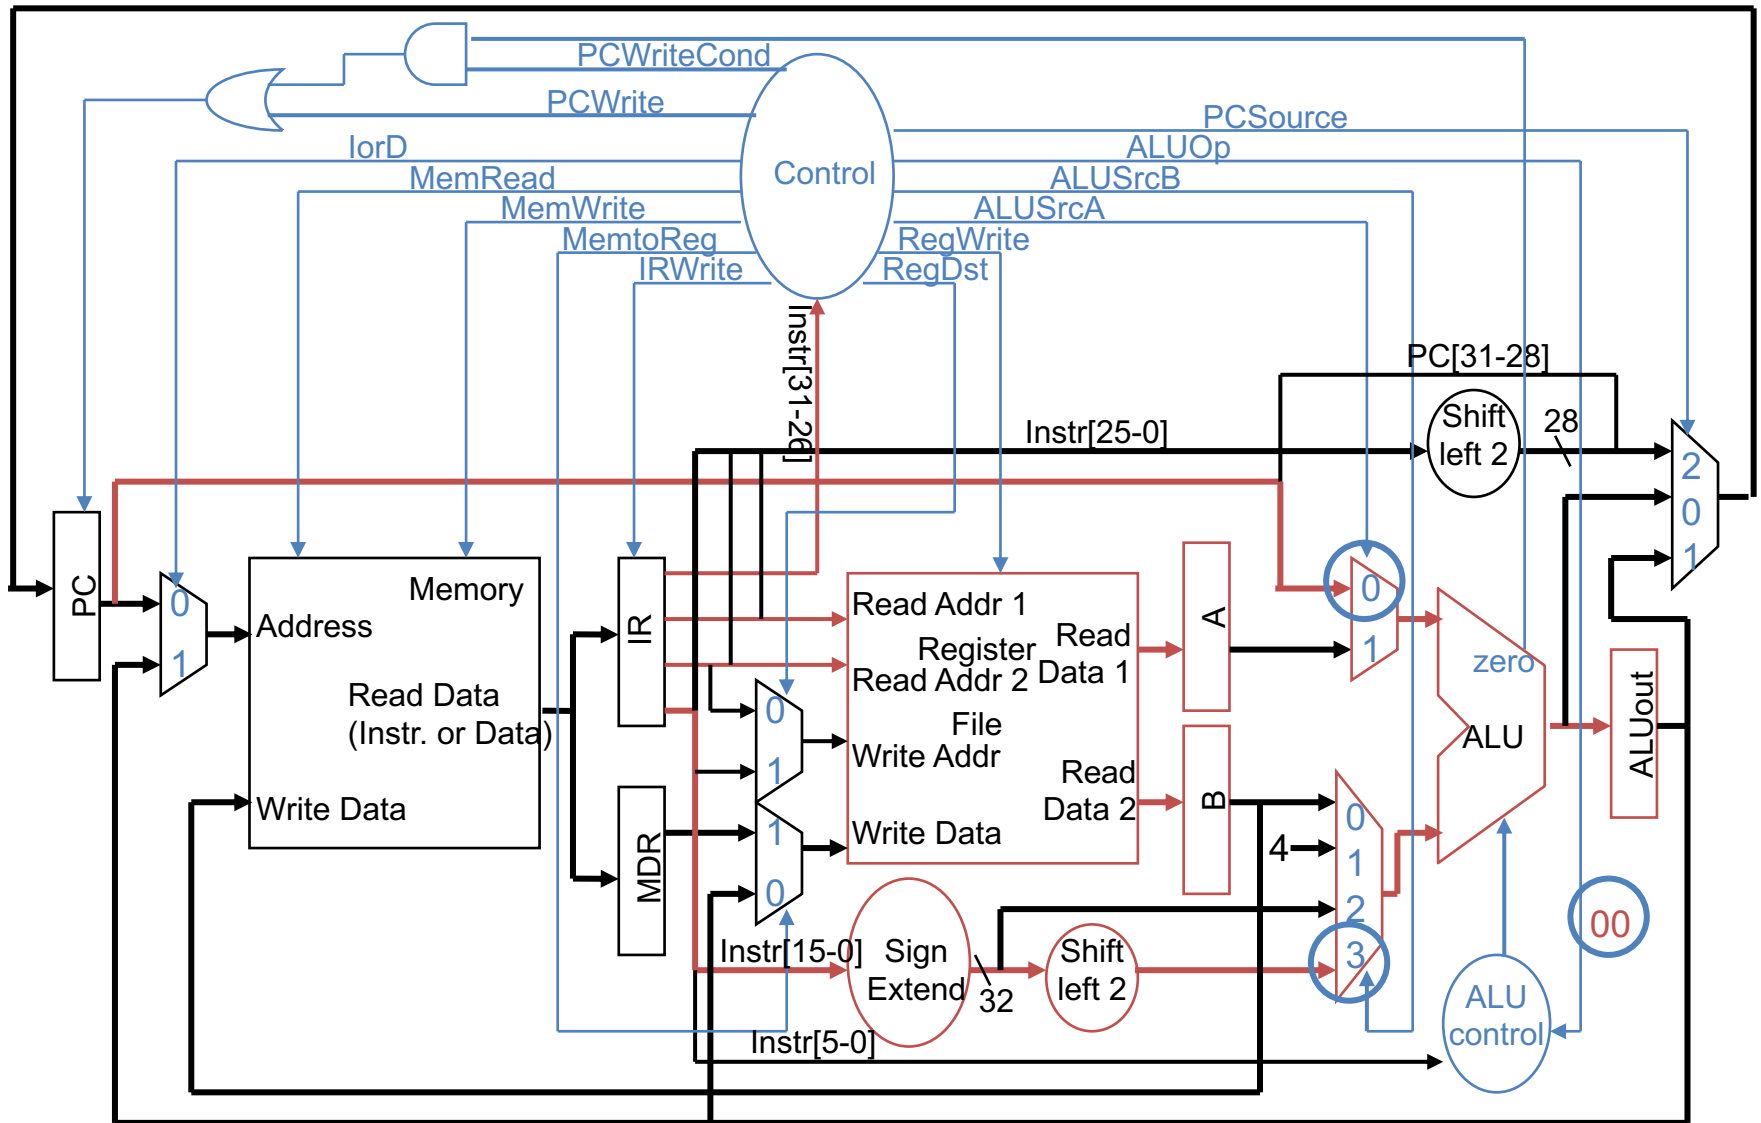 PCWriteCond
PCWrite
PCSource
IorD
ALUOp
MemRead
Control
ALUSrcB
MemWrite
ALUSrcA
MemtoReg
RegWrite
IRWrite
RegDst
Instr[31-26]
PC[31-28]
Instr[25-0]
Shift
left 2
28
2
0
1
PC
0
1
Memory
Address
Read Data
(Instr. or Data)
Write Data
IR
MDR
0
1
1
0
Read Addr 1
Register
Read Addr 2
File
Write Addr
Write Data
Read
Data 1
Read
Data 2
A
B
0
1
4
0
1
2
3
zero
ALU
ALUout
00
Instr[15-0]
Sign
Extend
32
Shift
left 2
ALU
control
Instr[5-0]